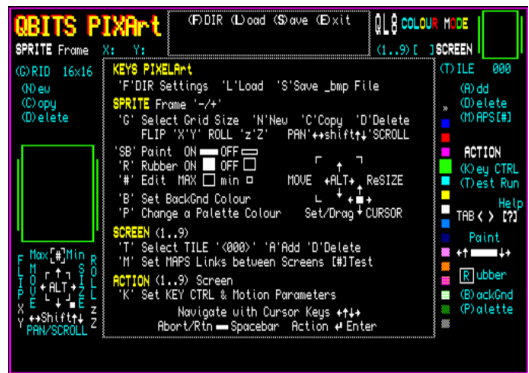 QBITS PIXArt
(F)DIR (L)oad (S)ave (E)xit
QL8 COLOUR MODE
SPRITE Frame X: Y:
(1..9)[ ]SCREEN
(G)RID 16x16
(N)ew
(C)opy
(D)elete
KEYS PIXELArt
'F'DIR Settings 'L'Load 'S'Save _bmp File
SPRITE Frame '-/+'
'G' Select Grid Size 'N'New 'C'Copy 'D'Delete
FLIP 'X'Y' ROLL 'z'Z' PAN'↔shift↑↓'SCROLL
'SB' Paint ON OFF
'R' Rubber ON OFF
'#' Edit MAX min MOVE ←ALT→ ReSIZE
'B' Set BackGnd Colour
'P' Change a Palette Colour Set/Drag CURSOR
SCREEN (1..9)
'T' Select TILE '<000>' 'A'Add 'D'Delete
'M' Set MAPS Links between Screens [#]Test
ACTION (1..9) Screen
'K' Set KEY CTRL & Motion Parameters
Navigate with Cursor Keys ←↑↓→
Abort/Rtn Spacebar Action ↵ Enter
Max[#]Min
FLIP X Y
MOVE
←ALT→
SIZE
ROLL z Z
↔Shift↑↓
PAN/SCROLL
(T)ILE 000
(A)dd
(D)elete
(M)APS[#]
ACTION
(K)ey CTRL
(T)est Run
Help
TAB < > [?]
Paint
←↑ ↓→
Rubber
(B)ackGnd
(P)alette